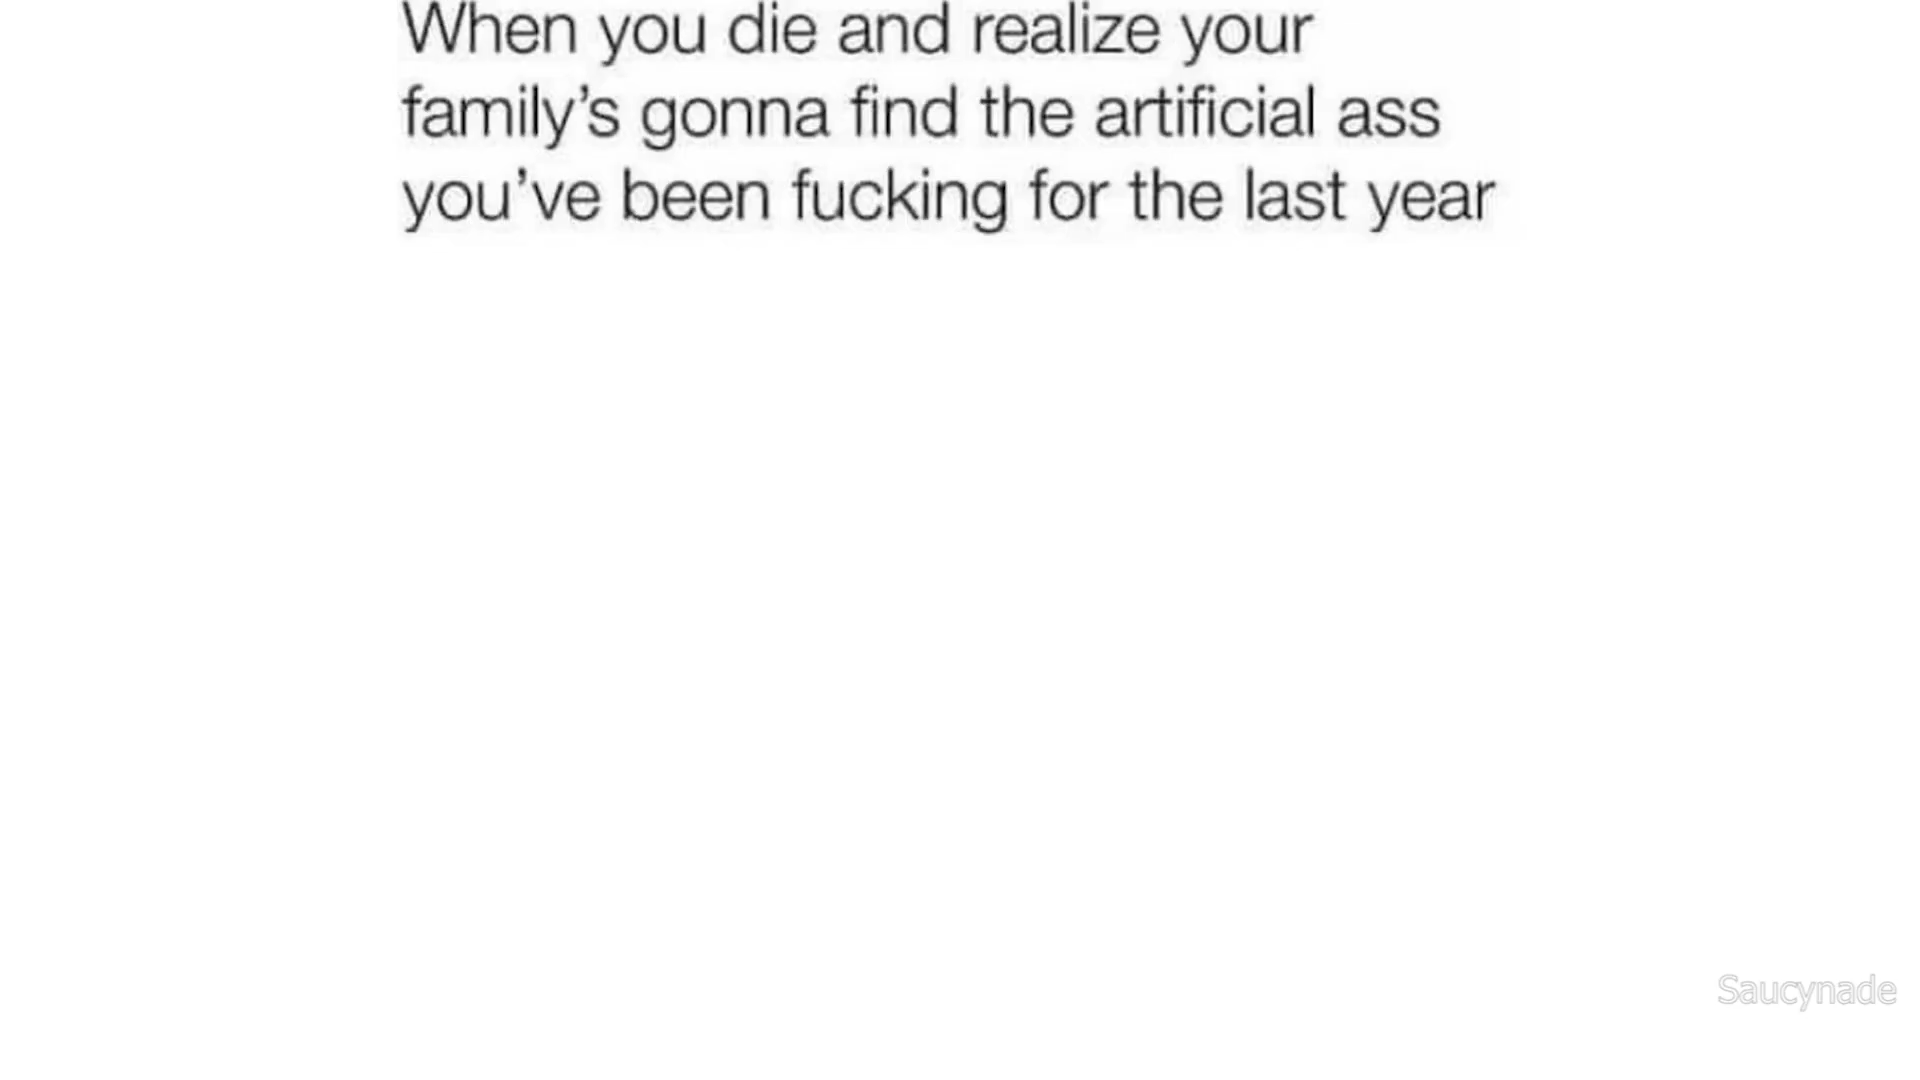 When you die and realize your
family’s gonna find the artificial ass
you’ve been fucking for the last year
Saucynade